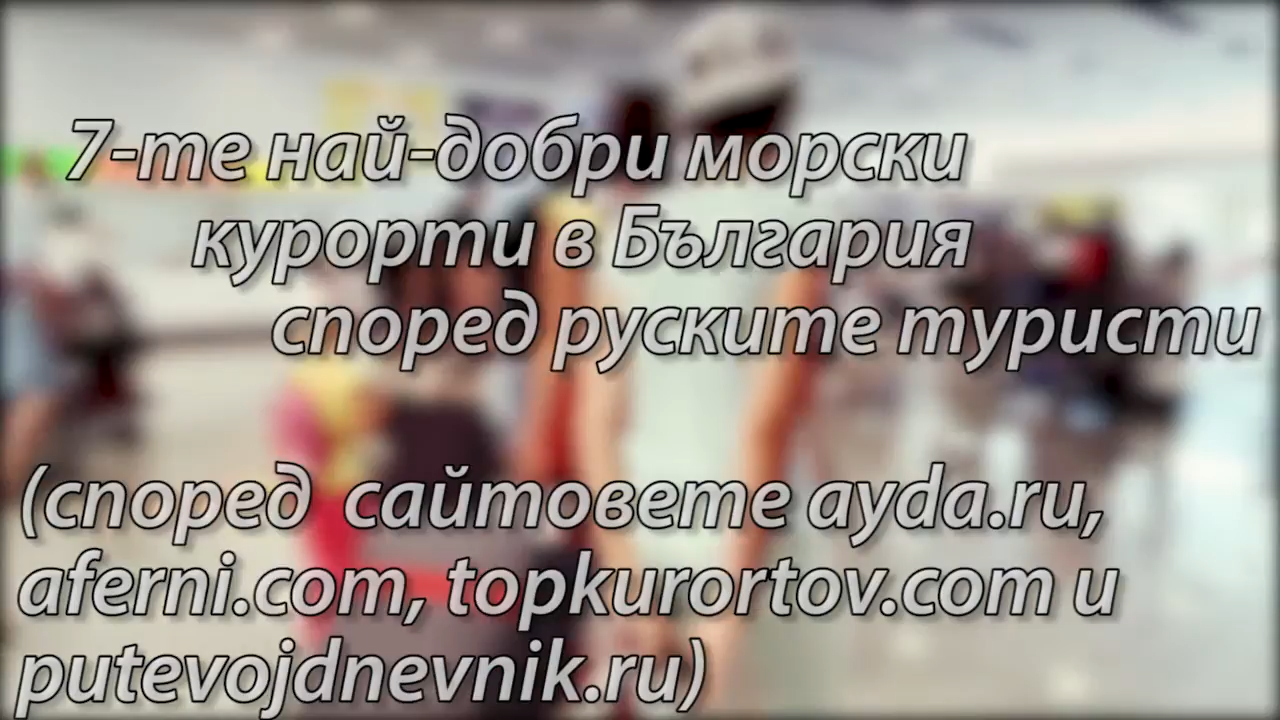 7-те най-добри морски
курорти в България
според руските туристи
(според сайтовете ayda.ru,
aferni.com, topkurortov.com и
putevojdnevnik.ru)